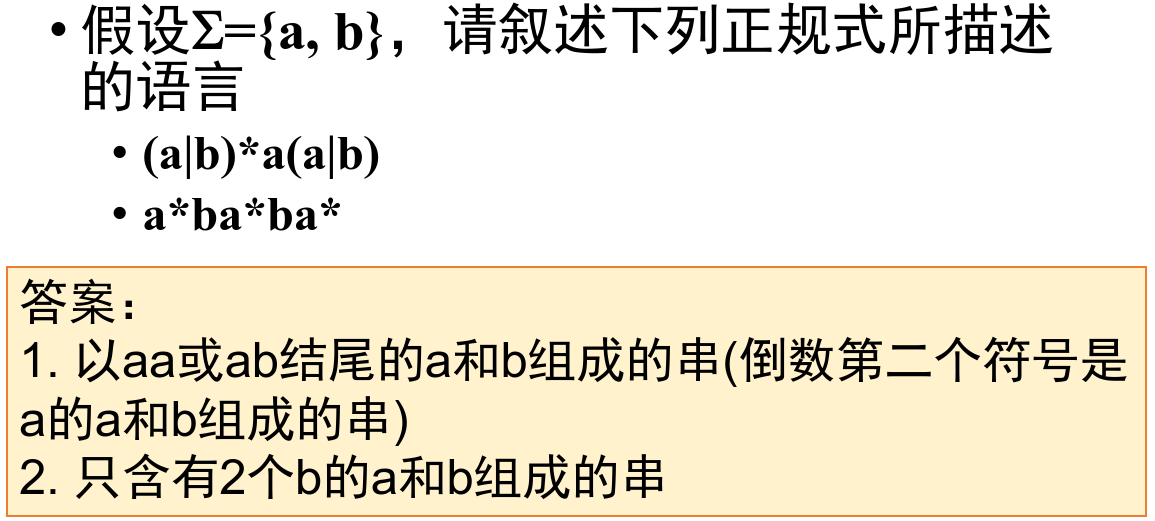 • 假设Σ={a, b}，请叙述下列正规式所描述
的语言
• (a|b)*a(a|b)
• a*ba*ba*
答案：
1. 以aa或ab结尾的a和b组成的串(倒数第二个符号是
a的a和b组成的串)
2. 只含有2个b的a和b组成的串